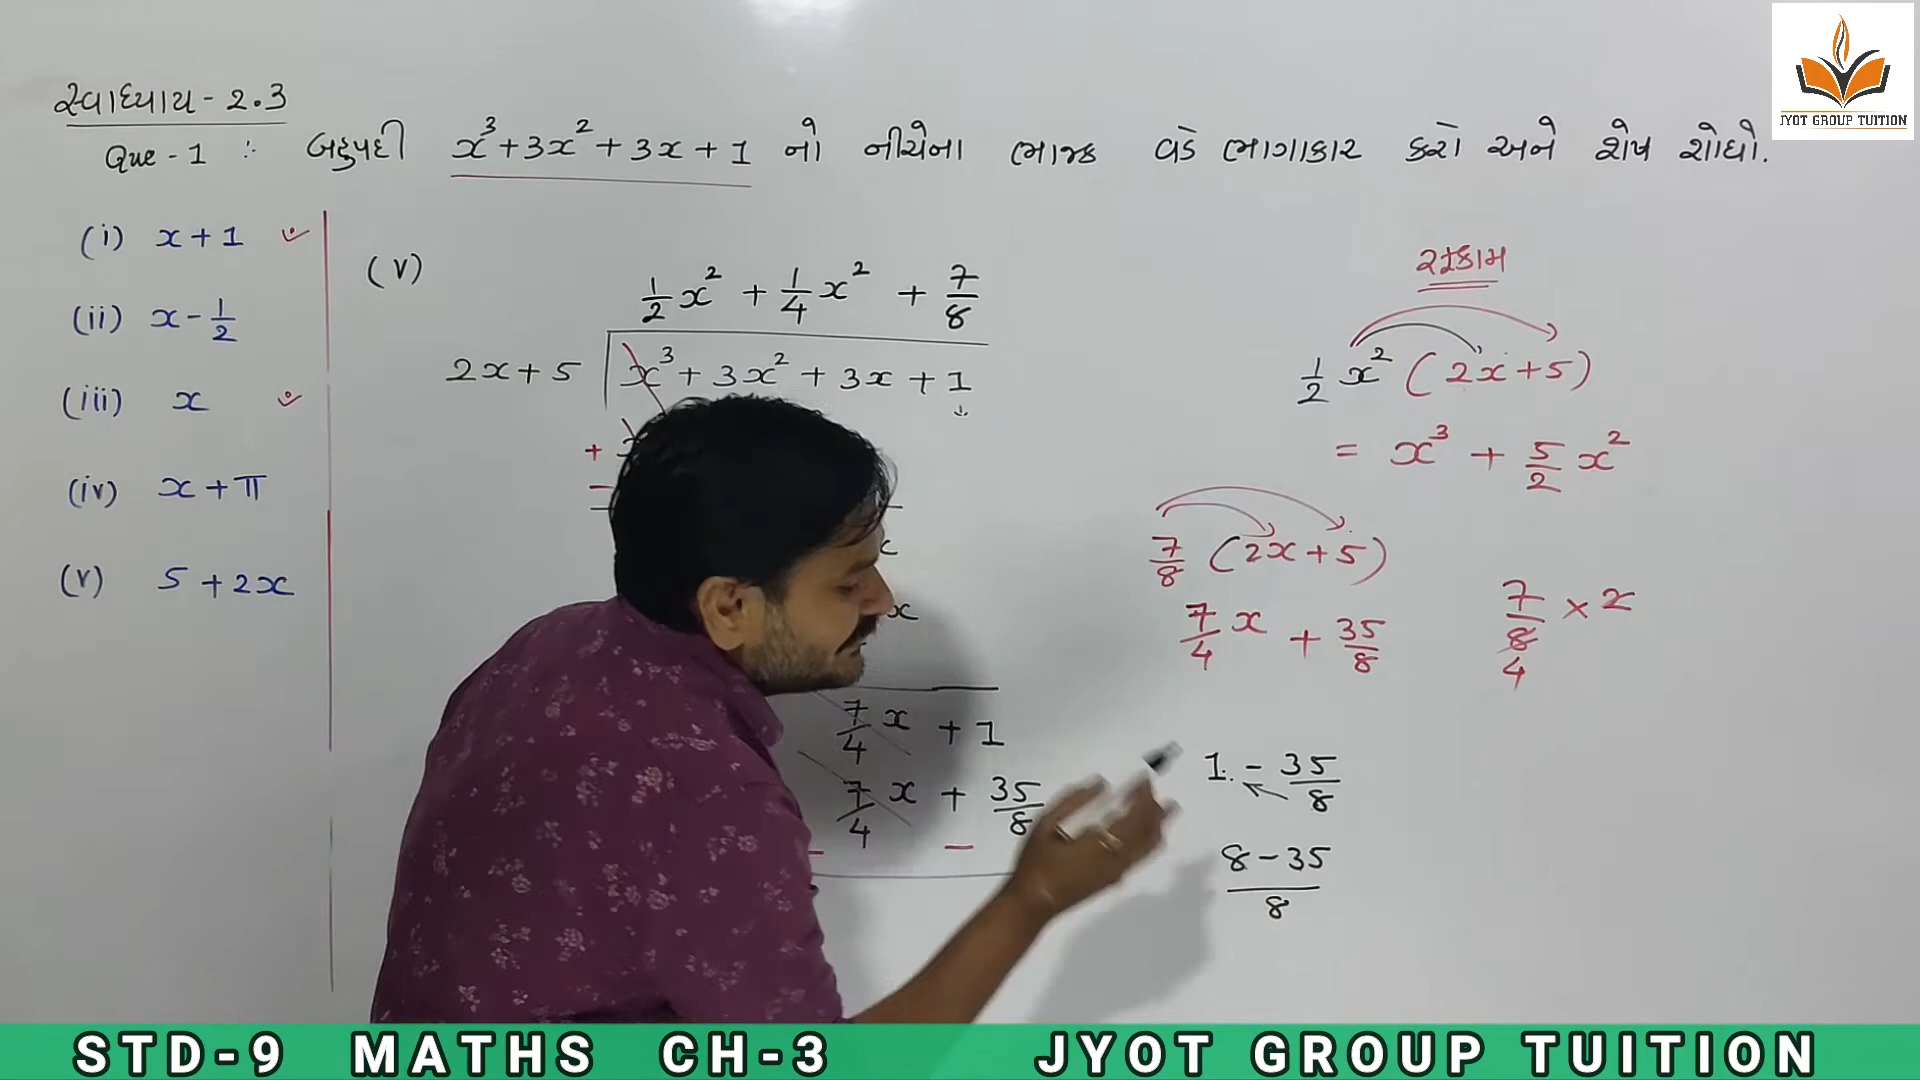 JYOT GROUP TUITION
સ્વાધ્યાય - 2.3
Que - 1 : બહુપદી x³ + 3x² + 3x + 1 નો નીચેના ભાજક વડે ભાગાકાર કરો અને શેષ શોધો.
(i) x + 1
(ii) x - 1/2
(iii) x
(iv) x + π
(v) 5 + 2x
(V)
1/2 x² + 1/4 x² + 7/8
2x + 5 x³ + 3x² + 3x + 1
+
-
x
x
7/4 x + 1
7/4 x + 35/8
- -
રફકામ
1/2 x² (2x + 5)
= x³ + 5/2 x²
7/8 (2x + 5)
7/4 x + 35/8
7/8 × 2
4
1 - 35/8
8 - 35
8
STD-9 MATHS CH-3 JYOT GROUP TUITION